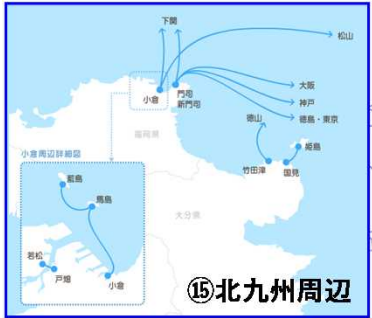 下関
松山
小倉
門司
新門司
大阪
神戸
徳島・東京
徳山
姫島
竹田津
国見
福岡県
大分県
小倉周辺詳細図
藍島
馬島
若松
戸畑
小倉
⑮北九州周辺